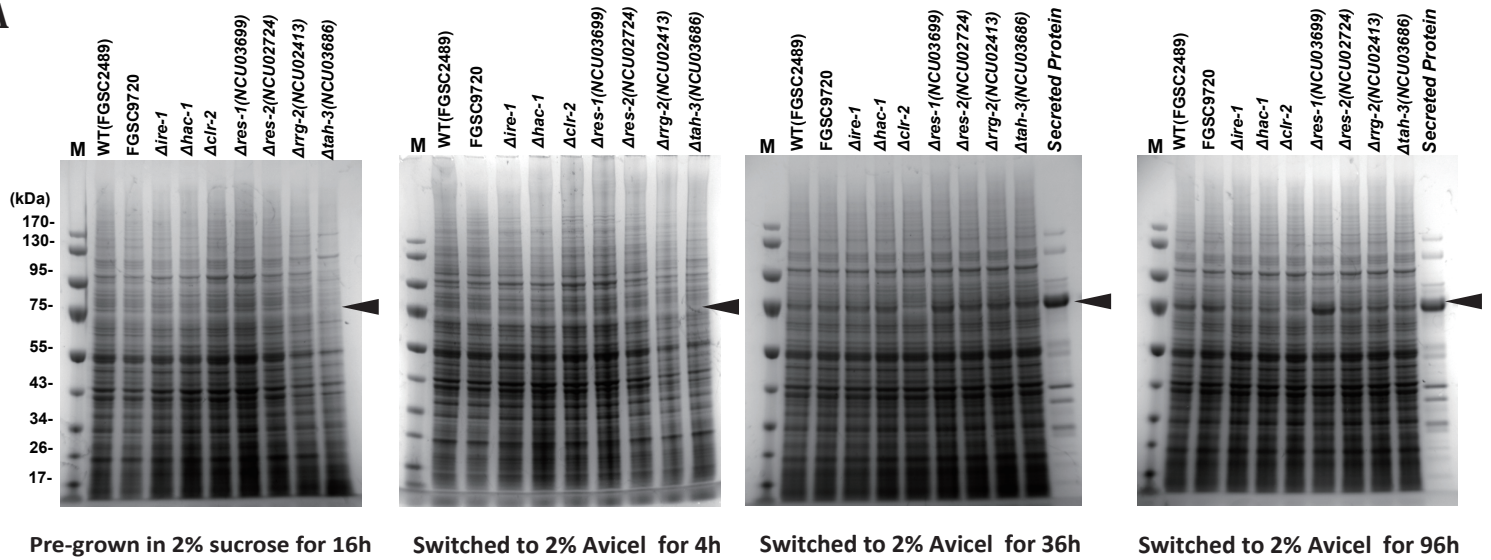 A
M
WT(FGSC2489)
FGSC9720
Δire-1
Δhac-1
Δclr-2
Δres-1(NCU03699)
Δres-2(NCU02724)
Δrrg-2(NCU02413)
Δtah-3(NCU03686)
M
WT(FGSC2489)
FGSC9720
Δire-1
Δhac-1
Δclr-2
Δres-1(NCU03699)
Δres-2(NCU02724)
Δrrg-2(NCU02413)
Δtah-3(NCU03686)
M
WT(FGSC2489)
FGSC9720
Δire-1
Δhac-1
Δclr-2
Δres-1(NCU03699)
Δres-2(NCU02724)
Δrrg-2(NCU02413)
Δtah-3(NCU03686)
Secreted Protein
M
WT(FGSC2489)
FGSC9720
Δire-1
Δhac-1
Δclr-2
Δres-1(NCU03699)
Δres-2(NCU02724)
Δrrg-2(NCU02413)
Δtah-3(NCU03686)
Secreted Protein
(kDa)
170-
130-
95-
75-
55-
43-
34-
26-
17-
Pre-grown in 2% sucrose for 16h
Switched to 2% Avicel for 4h
Switched to 2% Avicel for 36h
Switched to 2% Avicel for 96h